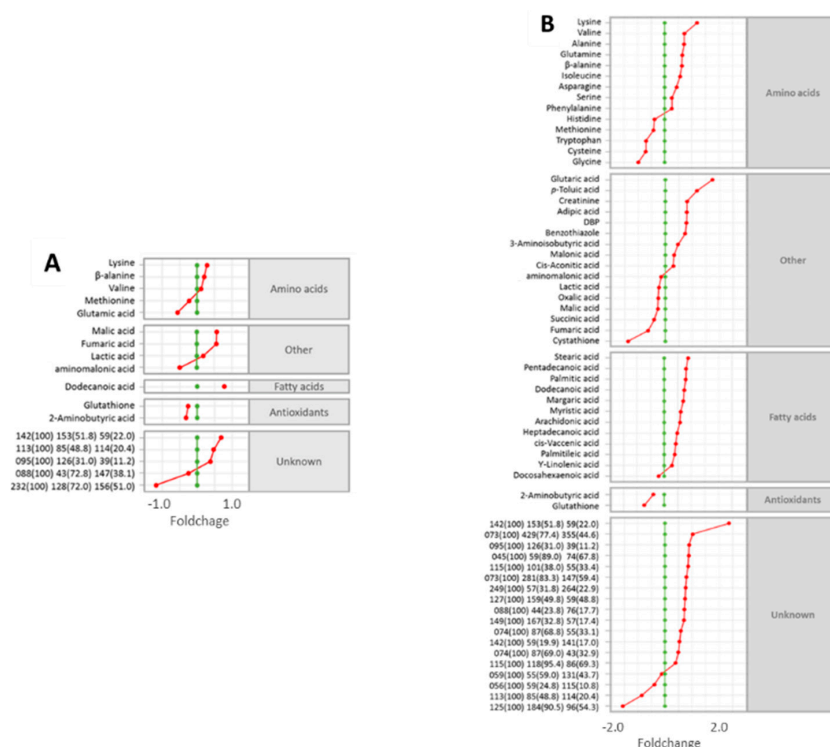 A
Lysine
β-alanine
Valine
Methionine
Glutamic acid
Amino acids
Malic acid
Fumaric acid
Lactic acid
aminomalonic acid
Other
Dodecanoic acid
Fatty acids
Glutathione
2-Aminobutyric acid
Antioxidants
142(100) 153(51.8) 59(22.0)
113(100) 85(48.8) 114(20.4)
095(100) 126(31.0) 39(11.2)
088(100) 43(72.8) 147(38.1)
232(100) 128(72.0) 156(51.0)
Unknown
-1.0 1.0
Foldchage
B
Lysine
Valine
Alanine
Glutamine
β-alanine
Isoleucine
Asparagine
Serine
Phenylalanine
Histidine
Methionine
Tryptophan
Cysteine
Glycine
Amino acids
Glutaric acid
p-Toluic acid
Creatinine
Adipic acid
DBP
Benzothiazole
3-Aminoisobutyric acid
Malonic acid
Cis-Aconitic acid
aminomalonic acid
Lactic acid
Oxalic acid
Malic acid
Succinic acid
Fumaric acid
Cystathione
Other
Stearic acid
Pentadecanoic acid
Palmitic acid
Dodecanoic acid
Margaric acid
Myristic acid
Arachidonic acid
Heptadecanoic acid
cis-Vaccenic acid
Palmitileic acid
Y-Linolenic acid
Docosahexaenoic acid
Fatty acids
2-Aminobutyric acid
Glutathione
Antioxidants
142(100) 153(51.8) 59(22.0)
073(100) 429(77.4) 355(44.6)
095(100) 126(31.0) 39(11.2)
045(100) 59(89.0) 74(67.8)
115(100) 101(38.0) 55(33.4)
073(100) 281(83.3) 147(59.4)
249(100) 57(31.8) 264(22.9)
127(100) 159(49.8) 59(48.8)
088(100) 44(23.8) 76(17.7)
149(100) 167(32.8) 57(17.4)
074(100) 87(68.8) 55(33.1)
142(100) 59(19.9) 141(17.0)
074(100) 87(69.0) 43(32.9)
115(100) 118(95.4) 86(69.3)
059(100) 55(59.0) 131(43.7)
056(100) 59(24.8) 115(10.8)
113(100) 85(48.8) 114(20.4)
125(100) 184(90.5) 96(54.3)
Unknown
-2.0 2.0
Foldchange